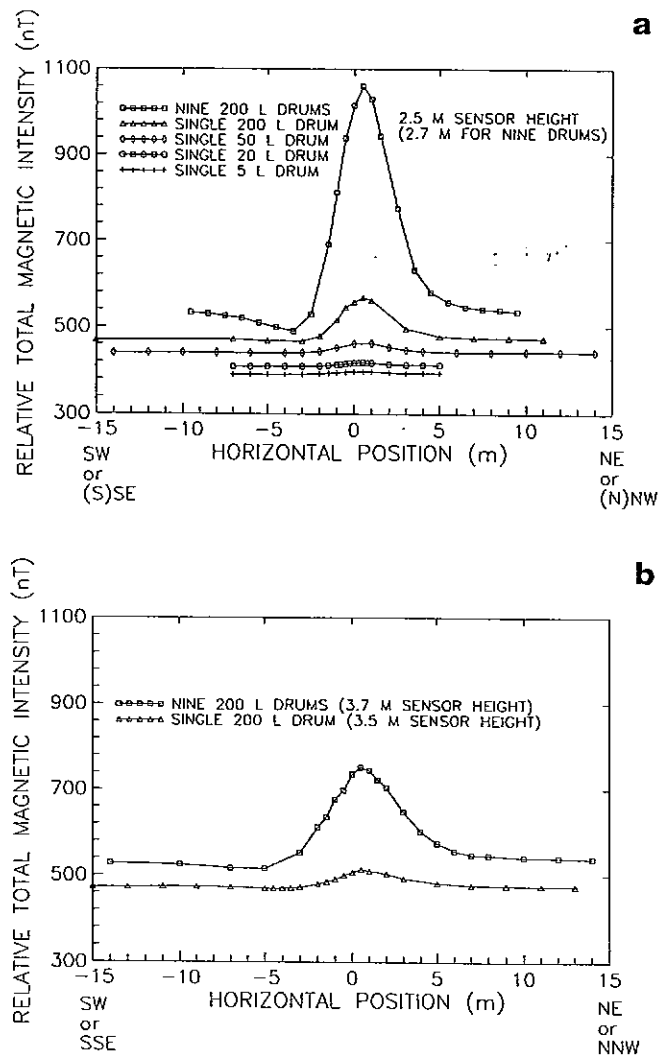 a
RELATIVE TOTAL MAGNETIC INTENSITY (nT)
1100
900
700
500
300
NINE 200 L DRUMS
SINGLE 200 L DRUM
SINGLE 50 L DRUM
SINGLE 20 L DRUM
SINGLE 5 L DRUM
2.5 M SENSOR HEIGHT
(2.7 M FOR NINE DRUMS)
-15 -10 -5 0 5 10 15
SW
or
(S)SE
HORIZONTAL POSITION (m)
NE
or
(N)NW
b
RELATIVE TOTAL MAGNETIC INTENSITY (nT)
1100
900
700
500
300
NINE 200 L DRUMS (3.7 M SENSOR HEIGHT)
SINGLE 200 L DRUM (3.5 M SENSOR HEIGHT)
-15 -10 -5 0 5 10 15
SW
or
SSE
HORIZONTAL POSITION (m)
NE
or
NNW